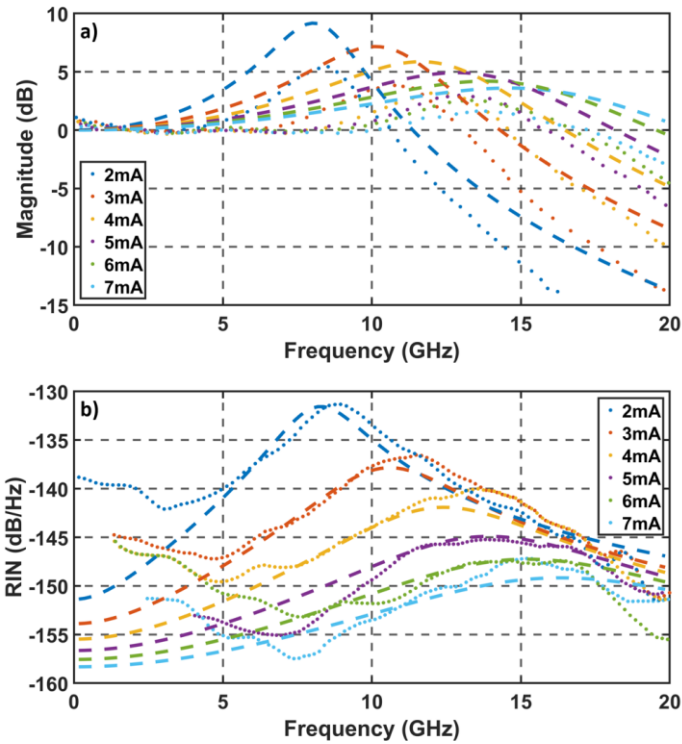 a)
Magnitude (dB)
10
5
0
-5
-10
-15
2mA
3mA
4mA
5mA
6mA
7mA
0
5
10
15
20
Frequency (GHz)
b)
RIN (dB/Hz)
-130
-135
-140
-145
-150
-155
-160
2mA
3mA
4mA
5mA
6mA
7mA
0
5
10
15
20
Frequency (GHz)